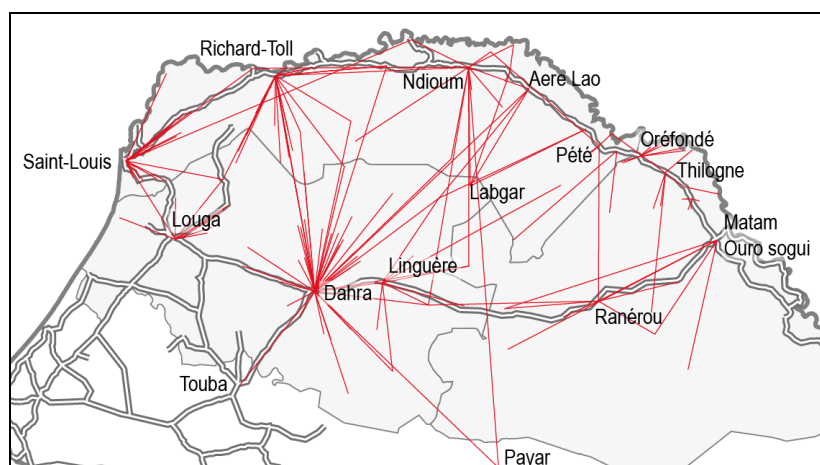 Richard-Toll
Ndioum
Aere Lao
Saint-Louis
Pété
Oréfondé
Thilogne
Labgar
Louga
Matam
Ouro sogui
Linguère
Dahra
Ranérou
Touba
Payar